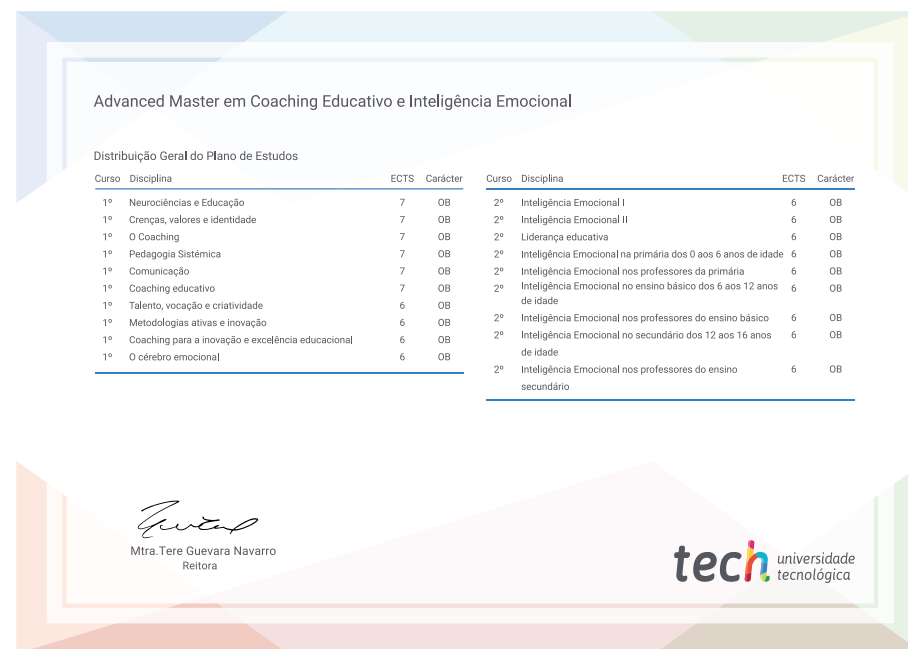 Advanced Master em Coaching Educativo e Inteligência Emocional
Distribuição Geral do Plano de Estudos
Curso Disciplina ECTS Carácter
1º Neurociências e Educação 7 OB
1º Crenças, valores e identidade 7 OB
1º O Coaching 7 OB
1º Pedagogia Sistémica 7 OB
1º Comunicação 7 OB
1º Coaching educativo 7 OB
1º Talento, vocação e criatividade 6 OB
1º Metodologias ativas e inovação 6 OB
1º Coaching para a inovação e excelência educacional 6 OB
1º O cérebro emocional 6 OB
Curso Disciplina ECTS Carácter
2º Inteligência Emocional I 6 OB
2º Inteligência Emocional II 6 OB
2º Liderança educativa 6 OB
2º Inteligência Emocional na primária dos 0 aos 6 anos de idade 6 OB
2º Inteligência Emocional nos professores da primária 6 OB
2º Inteligência Emocional no ensino básico dos 6 aos 12 anos 6 OB
de idade
2º Inteligência Emocional nos professores do ensino básico 6 OB
2º Inteligência Emocional no secundário dos 12 aos 16 anos 6 OB
de idade
2º Inteligência Emocional nos professores do ensino 6 OB
secundário
Mtra.Tere Guevara Navarro
Reitora
tech universidade
tecnológica